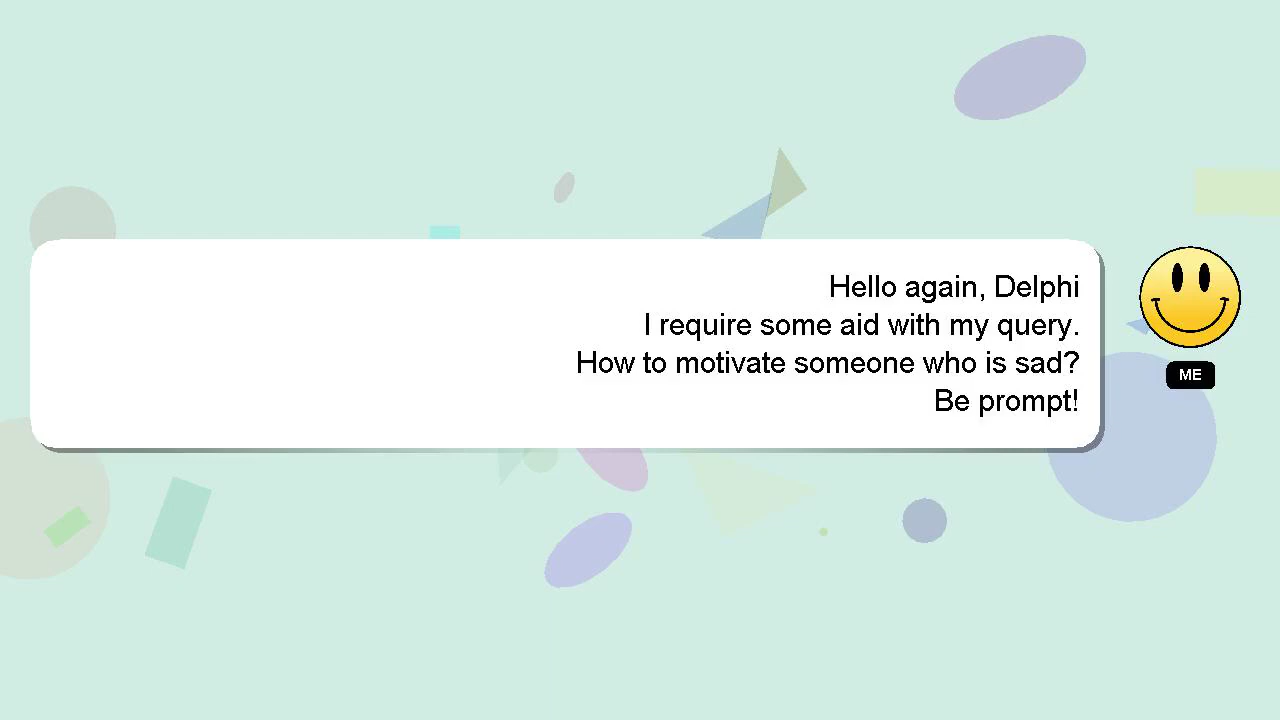 Hello again, Delphi
I require some aid with my query.
How to motivate someone who is sad?
Be prompt!
ME